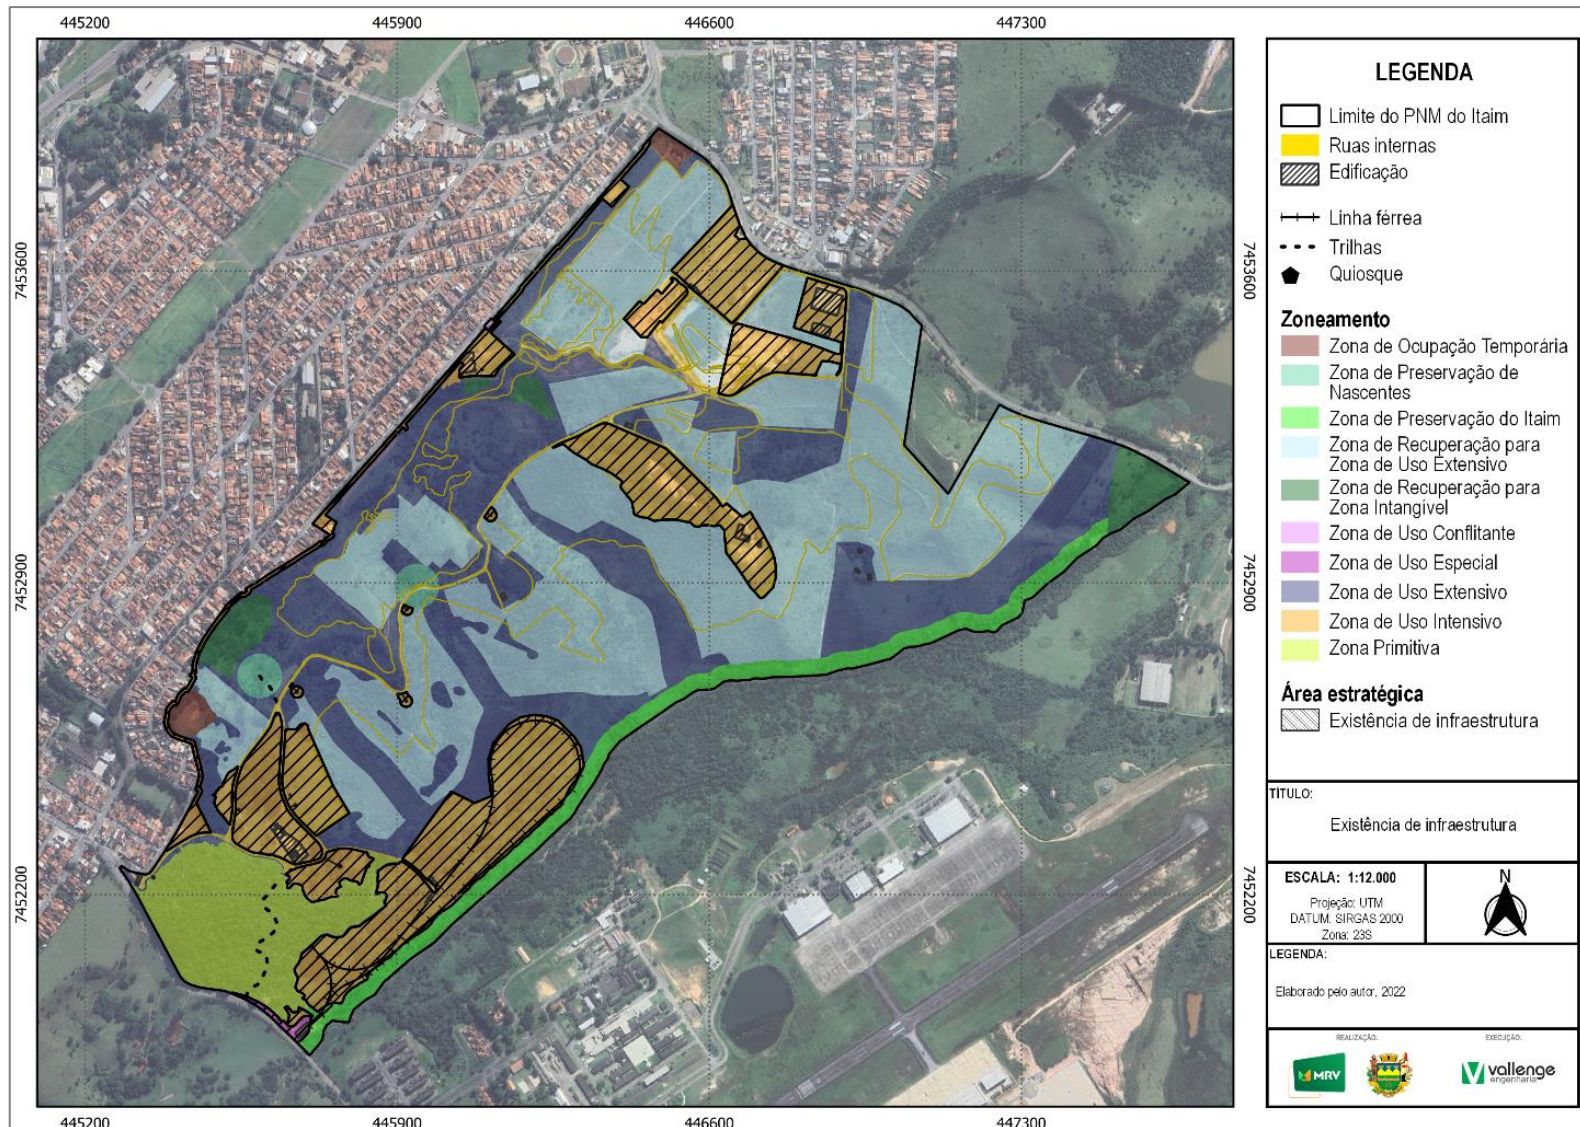 445200
445900
446600
447300
7453600
7453600
7452900
7452900
7452200
7452200
445200
445900
446600
447300
LEGENDA
Limite do PNM do Itaim
Ruas internas
Edificação
Linha férrea
Trilhas
Quiosque
Zoneamento
Zona de Ocupação Temporária
Zona de Preservação de
Nascentes
Zona de Preservação do Itaim
Zona de Recuperação para
Zona de Uso Extensivo
Zona de Recuperação para
Zona Intangível
Zona de Uso Conflitante
Zona de Uso Especial
Zona de Uso Extensivo
Zona de Uso Intensivo
Zona Primitiva
Área estratégica
Existência de infraestrutura
TÍTULO:
Existência de infraestrutura
ESCALA: 1:12.000
Projeção: UTM
DATUM: SIRGAS 2000
Zona: 23S
N
LEGENDA:
Elaborado pelo autor, 2022
REALIZAÇÃO:
EXECUÇÃO:
MRV
vallenge
engenharia